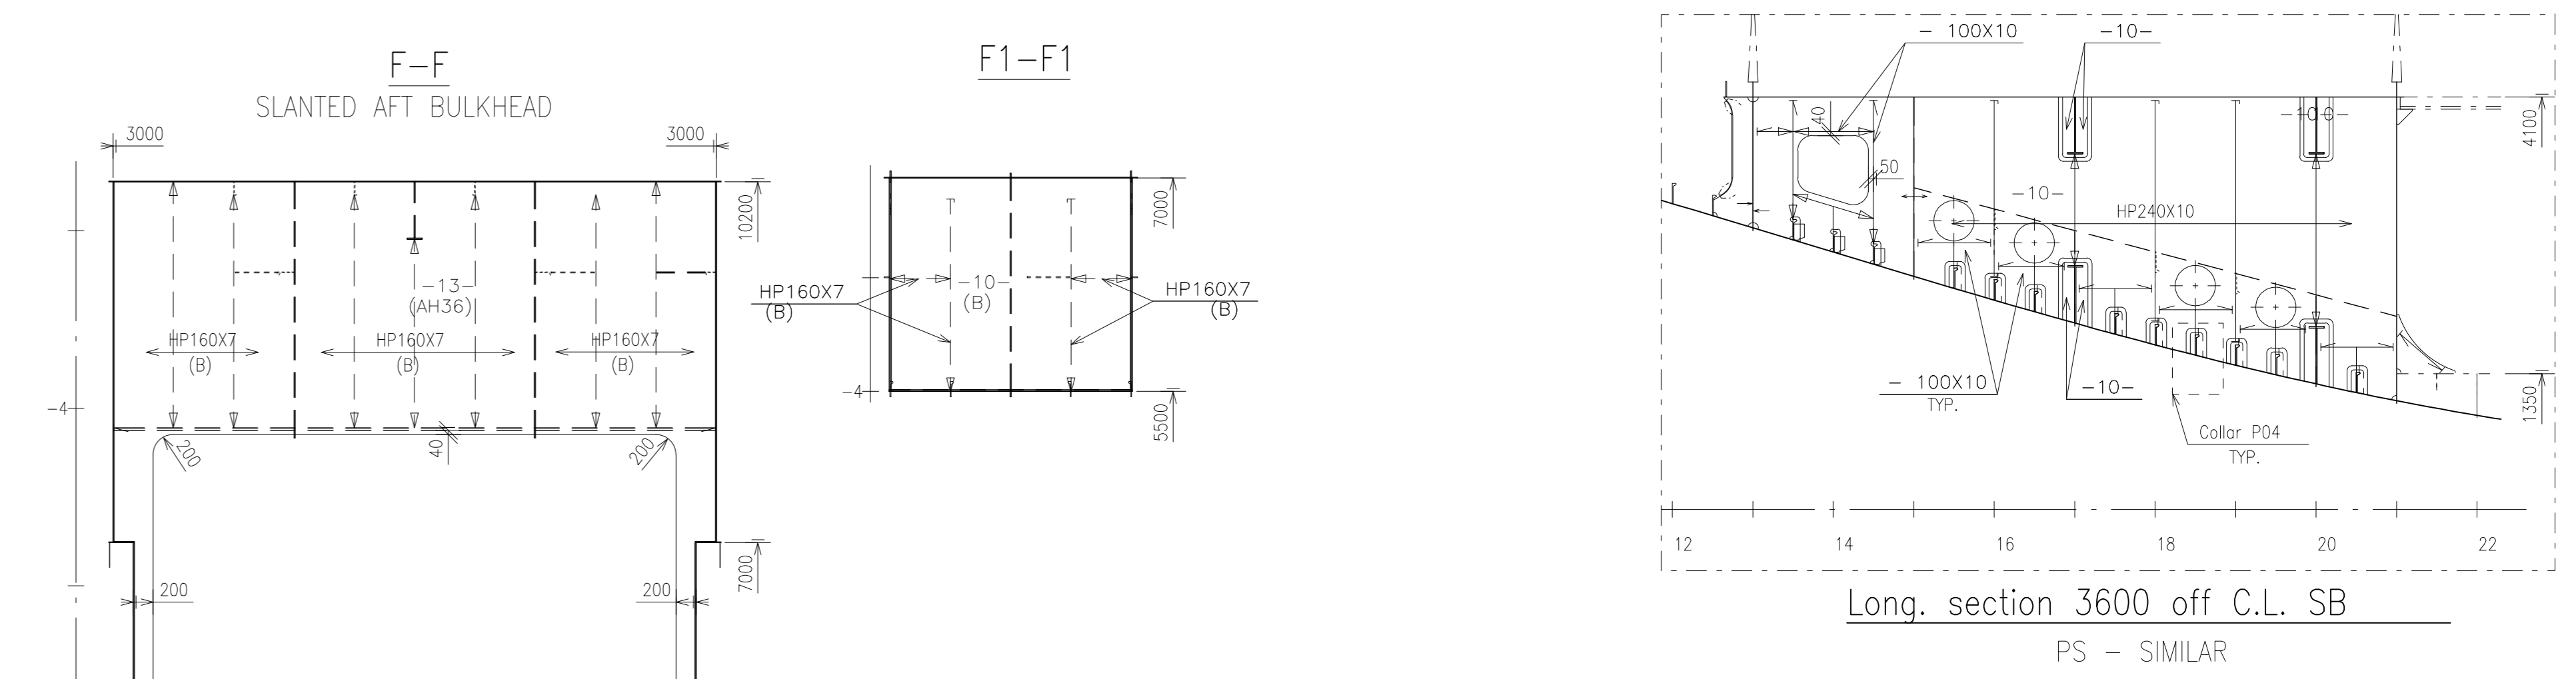 F-F
SLANTED AFT BULKHEAD
3000
3000
10200
-13-
(AH36)
HP160X7
(B)
HP160X7
(B)
HP160X7
(B)
-4
200
40
200
7000
200
200
F1-F1
7000
HP160X7
(B)
-10-
(B)
HP160X7
(B)
-4
5500
- 100X10
-10-
40
50
4100
-10-
HP240X10
- 100X10
TYP.
-10-
1350
Collar P04
TYP.
12
14
16
18
20
22
Long. section 3600 off C.L. SB
PS - SIMILAR